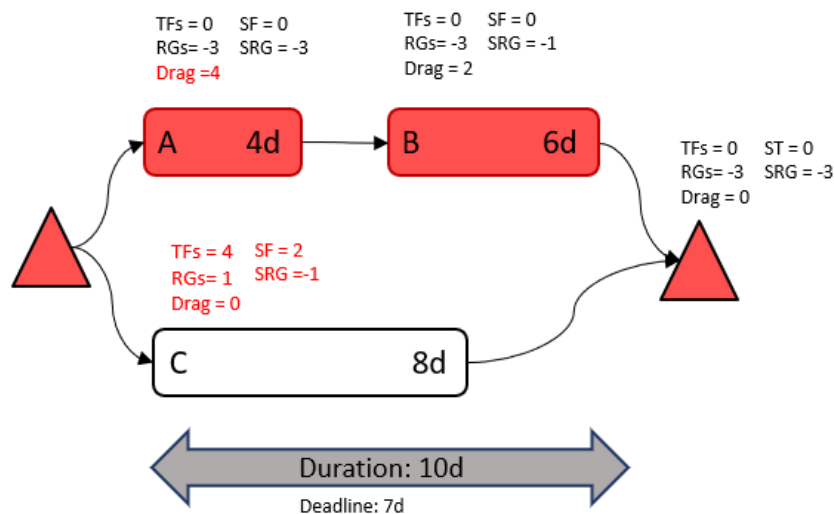 TFs = 0 SF = 0
RGs= -3 SRG = -3
Drag =4
TFs = 0 SF = 0
RGs = -3 SRG = -1
Drag = 2
A 4d
B 6d
TFs = 0 ST = 0
RGs = -3 SRG = -3
Drag = 0
TFs = 4 SF = 2
RGs= 1 SRG =-1
Drag = 0
C 8d
Duration: 10d
Deadline: 7d